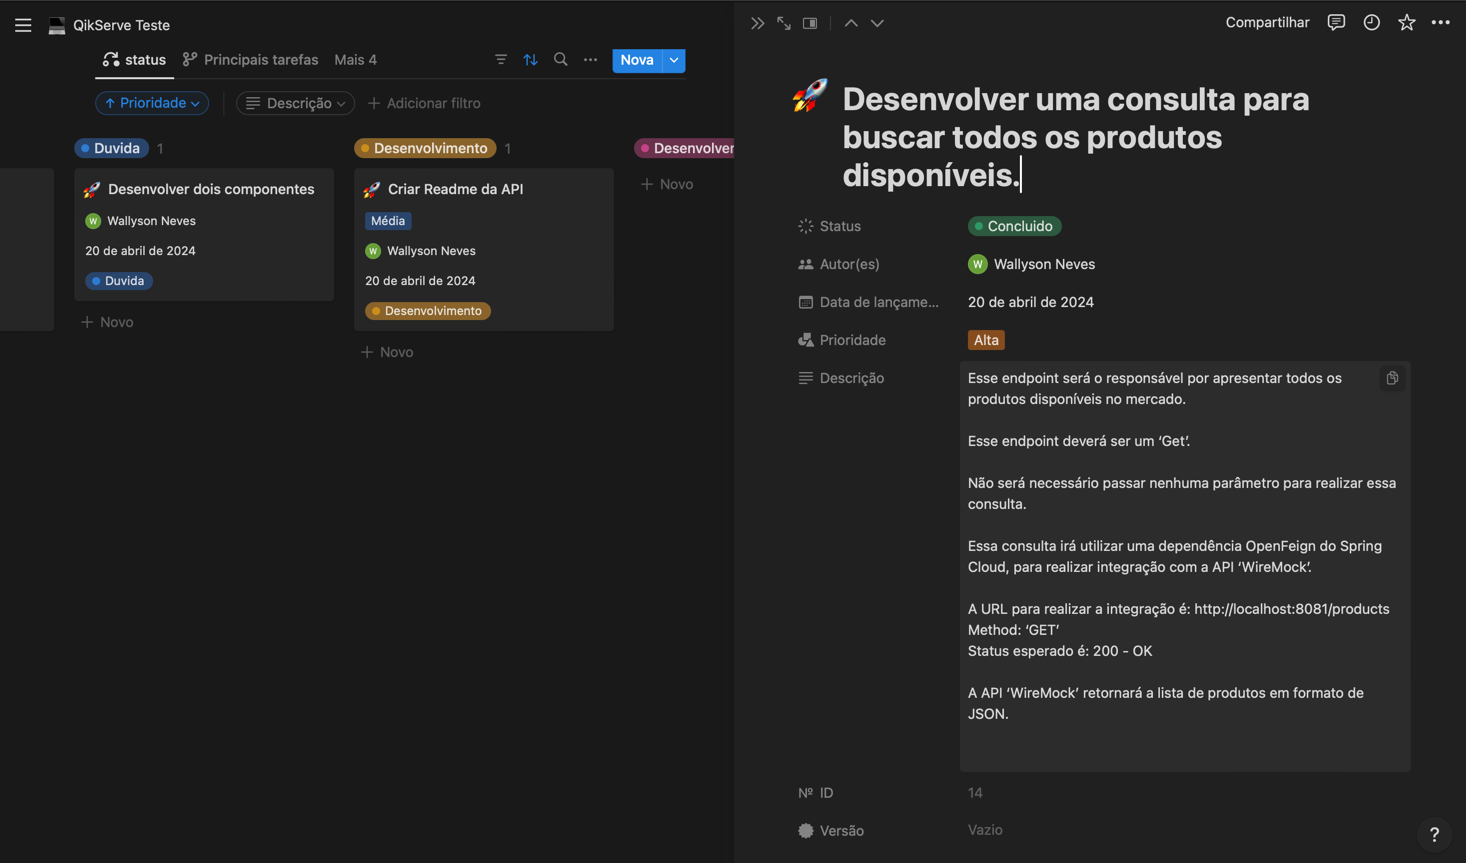 QikServe Teste
status
Principais tarefas
Mais 4
Nova
Prioridade
Descrição
Adicionar filtro
Duvida 1
Desenvolver dois componentes
W Wallyson Neves
20 de abril de 2024
Duvida
Novo
Desenvolvimento 1
Criar Readme da API
Média
W Wallyson Neves
20 de abril de 2024
Desenvolvimento
Novo
Desenvolver
Novo
Compartilhar
Desenvolver uma consulta para
buscar todos os produtos
disponíveis.
Status
Concluido
Autor(es)
W Wallyson Neves
Data de lançame...
20 de abril de 2024
Prioridade
Alta
Descrição
Esse endpoint será o responsável por apresentar todos os
produtos disponíveis no mercado.
Esse endpoint deverá ser um ‘Get’.
Não será necessário passar nenhuma parâmetro para realizar essa
consulta.
Essa consulta irá utilizar uma dependência OpenFeign do Spring
Cloud, para realizar integração com a API ‘WireMock’.
A URL para realizar a integração é: http://localhost:8081/products
Method: ‘GET’
Status esperado é: 200 - OK
A API ‘WireMock’ retornará a lista de produtos em formato de
JSON.
Nº ID
14
Versão
Vazio
?